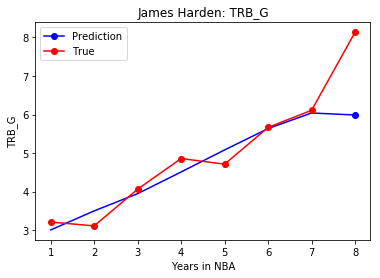 James Harden: TRB_G
Prediction
True
TRB_G
8
7
6
5
4
3
1 2 3 4 5 6 7 8
Years in NBA